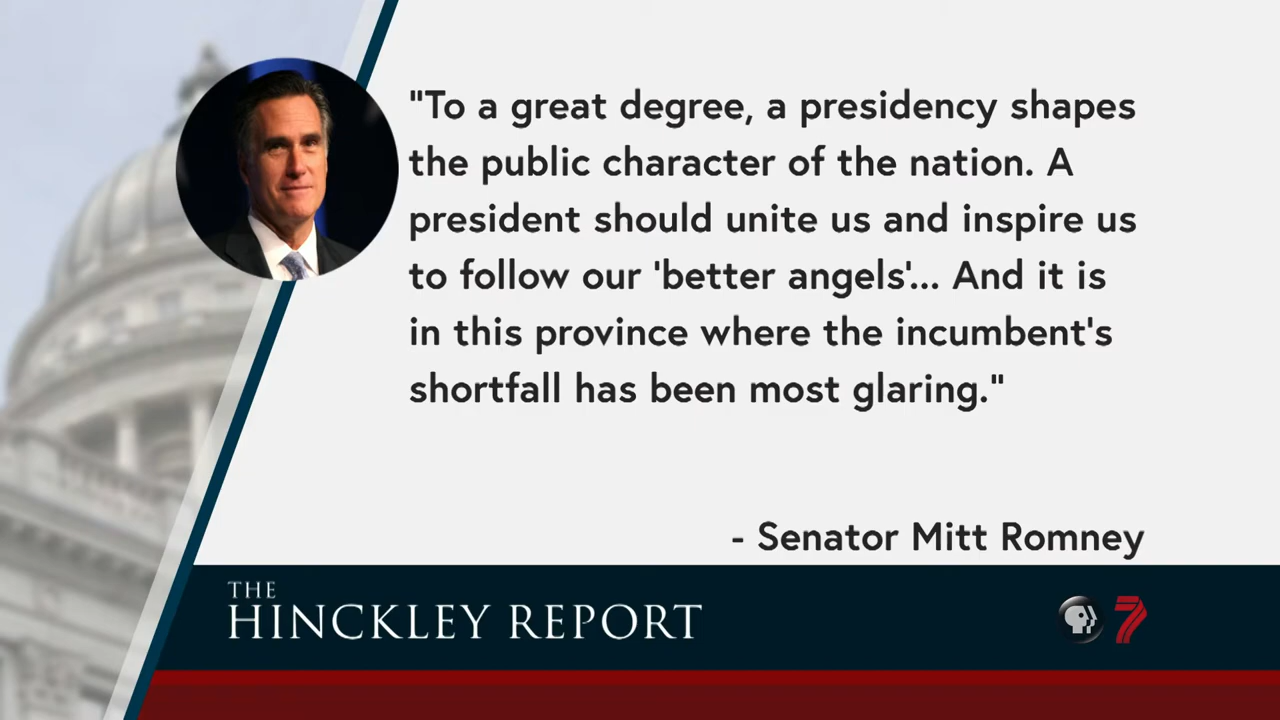 "To a great degree, a presidency shapes
the public character of the nation. A
president should unite us and inspire us
to follow our 'better angels'... And it is
in this province where the incumbent's
shortfall has been most glaring."
- Senator Mitt Romney
THE
HINCKLEY REPORT
7